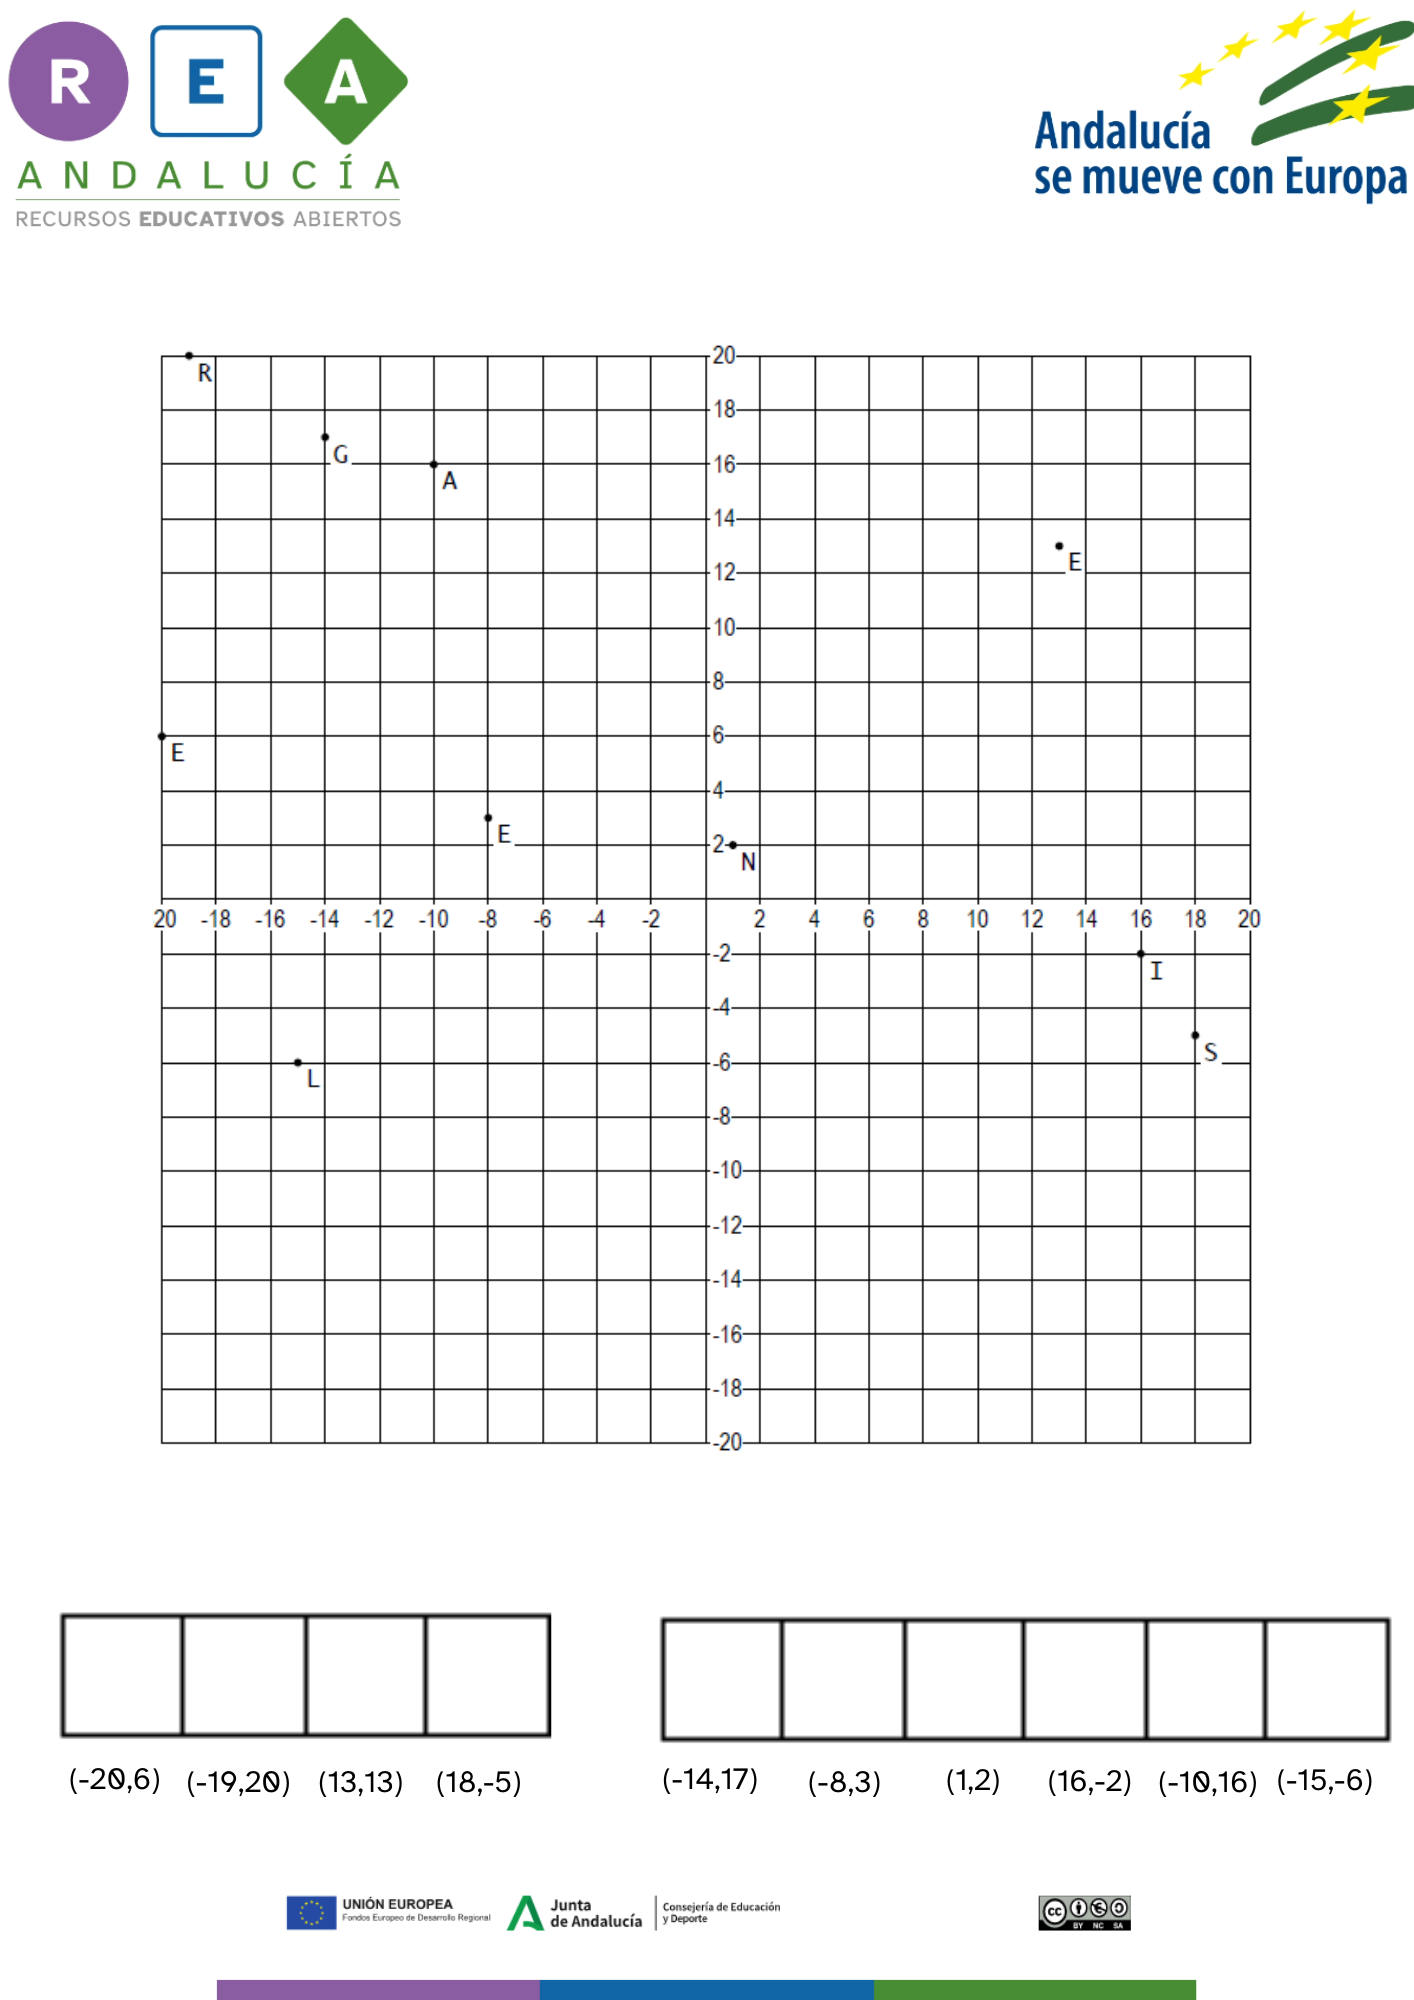 R E A
ANDALUCÍA
RECURSOS EDUCATIVOS ABIERTOS
Andalucía
se mueve con Europa
20
R
18
G
16
A
14
E
12
10
8
6
E
4
E
2
N
20 -18 -16 -14 -12 -10 -8 -6 -4 -2 2 4 6 8 10 12 14 16 18 20
-2
I
-4
S
-6
L
-8
-10
-12
-14
-16
-18
-20
(-20,6) (-19,20) (13,13) (18,-5)
(-14,17) (-8,3) (1,2) (16,-2) (-10,16) (-15,-6)
UNIÓN EUROPEA
Fondos Europeo de Desarrollo Regional
Junta
de Andalucía
Consejería de Educación
y Deporte
cc
BY NC SA